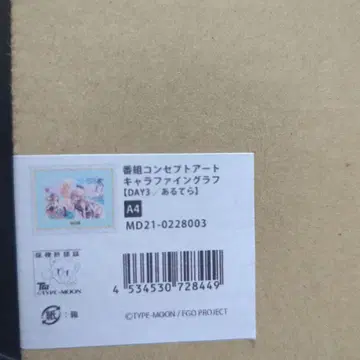 番組コンセプトアート
キャラファイングラフ
【DAY3/あるてら】
A4
MD21-0228003
©TYPE-MOON
紙
4 534530 728449
©TYPE-MOON / FGO PROJECT